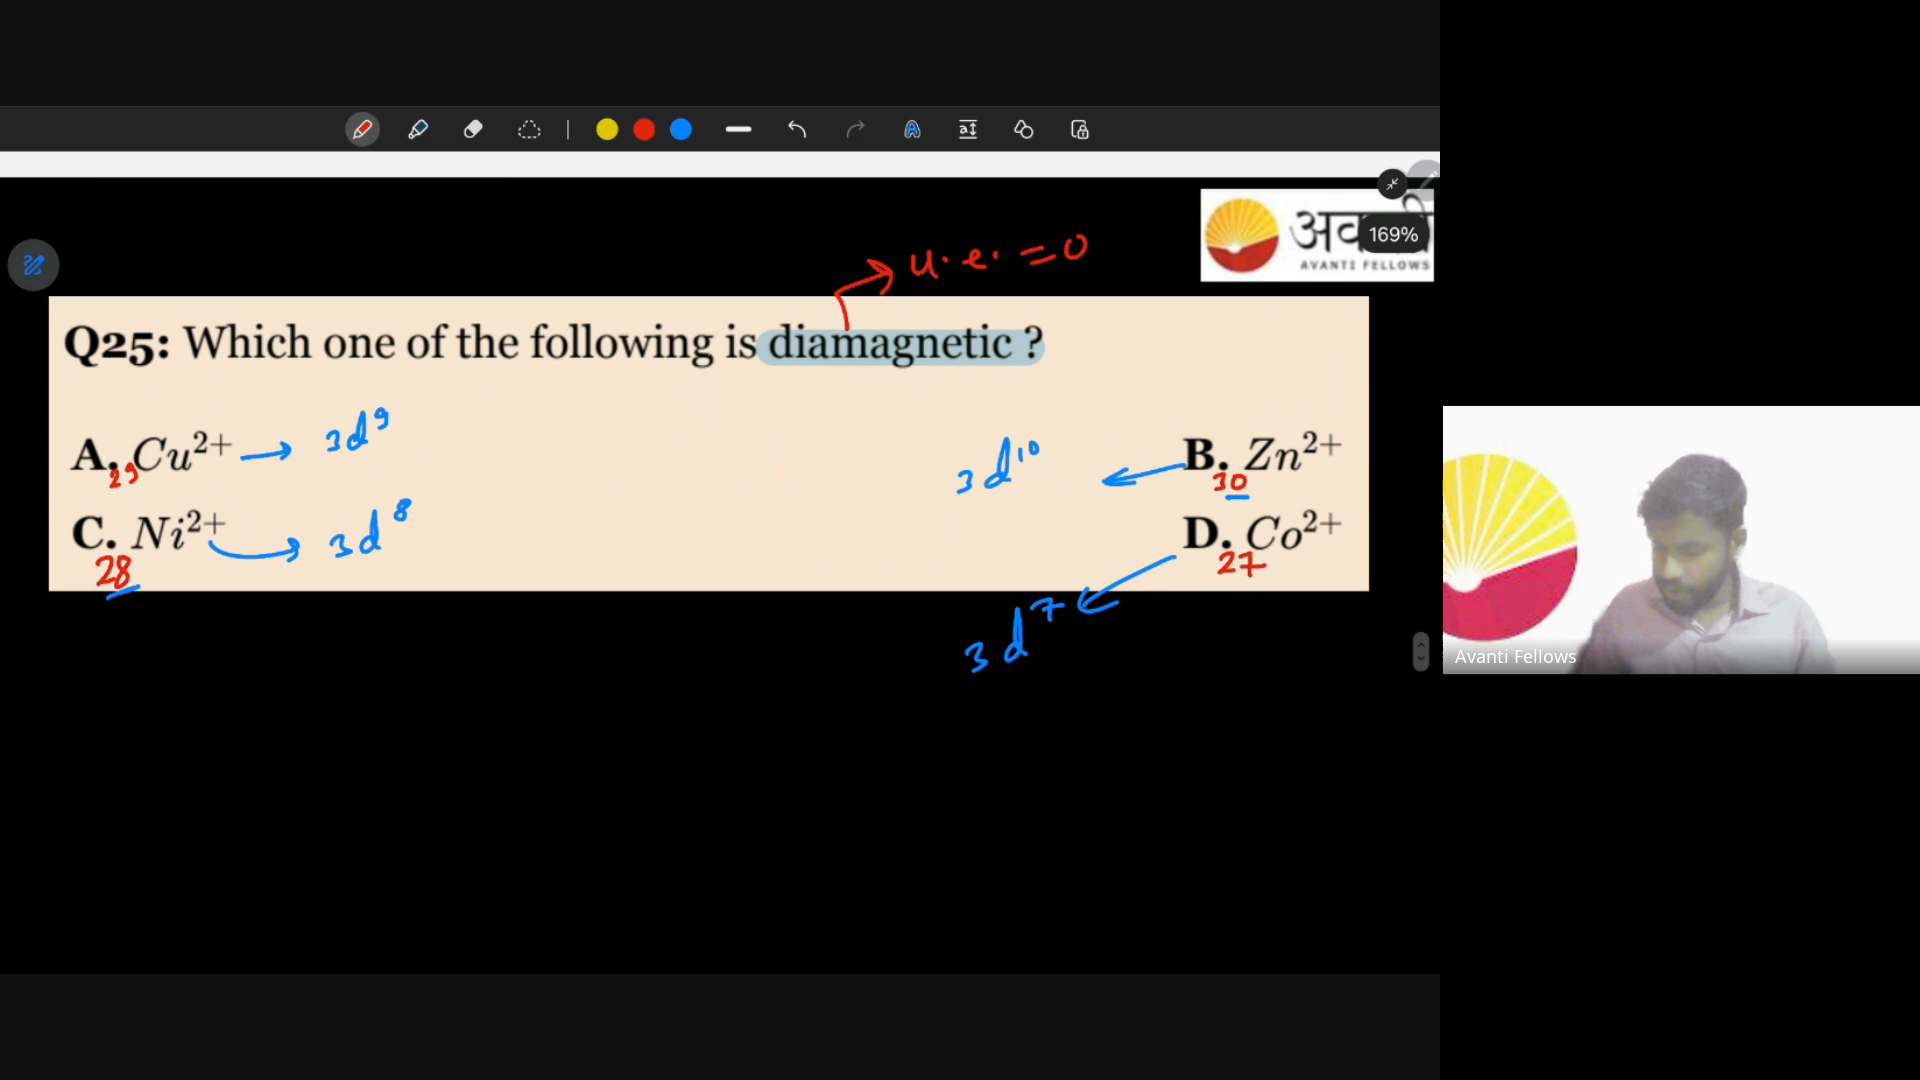 169%
AVANTI FELLOWS
u.e. = 0
Q25: Which one of the following is diamagnetic ?
A. Cu²⁺ → 3d⁹
29
3d¹⁰ ← B. Zn²⁺
30
C. Ni²⁺ → 3d⁸
28
D. Co²⁺
27
3d⁷
Avanti Fellows